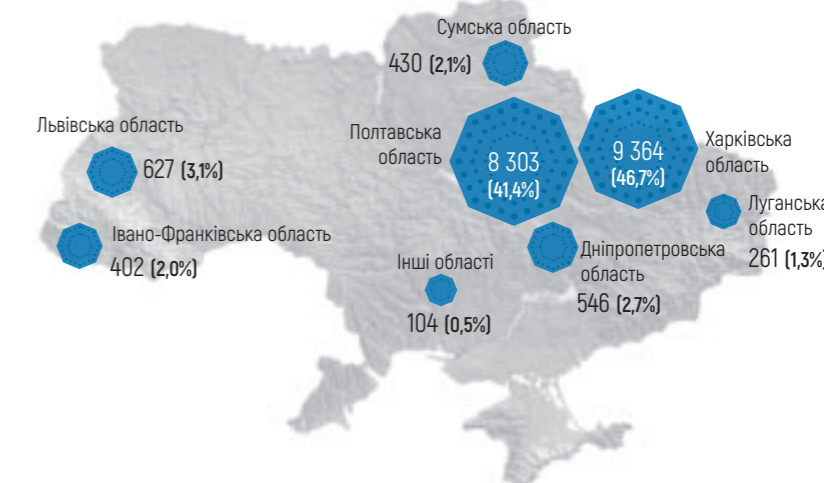 Сумська область
430 (2,1%)
Львівська область
627 (3,1%)
Полтавська
область
8 303
(41,4%)
9 364
(46,7%)
Харківська
область
Луганська
область
261 (1,3%)
Івано-Франківська область
402 (2,0%)
Інші області
104 (0,5%)
Дніпропетровська
область
546 (2,7%)